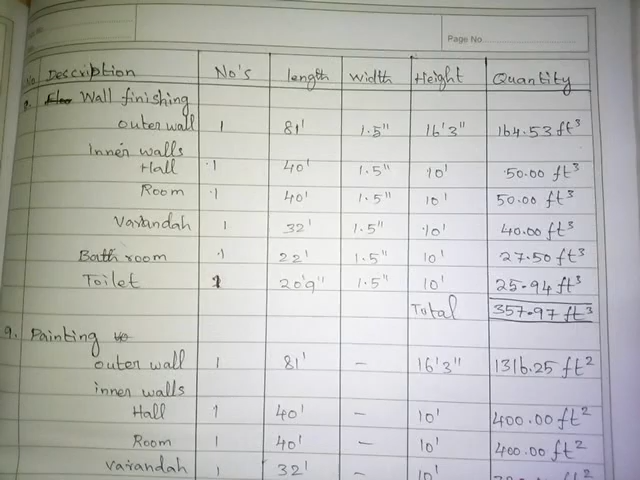 Page No
No. Description No's length width Height Quantity
8. Wall finishing
outer wall 1 81' 1.5" 16'3" 164.53 ft³
Inner walls
Hall 1 40' 1.5" 10' 50.00 ft³
Room 1 40' 1.5" 10' 50.00 ft³
Varandah 1 32' 1.5" 10' 40.00 ft³
Bath room 1 22' 1.5" 10' 27.50 ft³
Toilet 1 20'9" 1.5" 10' 25.94 ft³
Total 357.97 ft³
9. Painting
outer wall 1 81' — 16'3" 1316.25 ft²
inner walls
Hall 1 40' — 10' 400.00 ft²
Room 1 40' — 10' 400.00 ft²
Varandah 1 32' — 10'